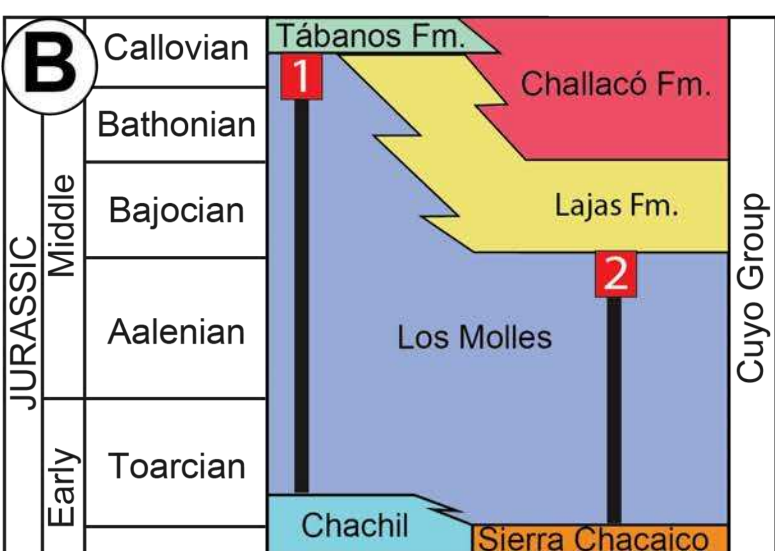 B
JURASSIC
Middle
Early
Callovian
Bathonian
Bajocian
Aalenian
Toarcian
Tábanos Fm.
1
Challacó Fm.
Lajas Fm.
2
Los Molles
Chachil
Sierra Chacaico
Cuyo Group